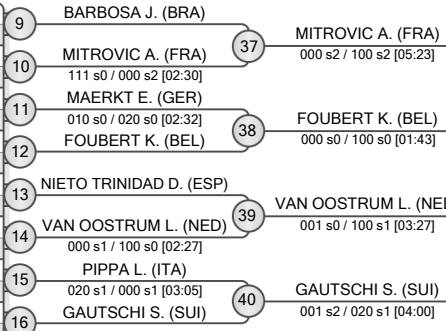 9
BARBOSA J. (BRA)
10
MITROVIC A. (FRA)
111 s0 / 000 s2 [02:30]
37
MITROVIC A. (FRA)
000 s2 / 100 s2 [05:23]
11
MAERKT E. (GER)
010 s0 / 020 s0 [02:32]
12
FOUBERT K. (BEL)
38
FOUBERT K. (BEL)
000 s0 / 100 s0 [01:43]
13
NIETO TRINIDAD D. (ESP)
14
VAN OOSTRUM L. (NED)
000 s1 / 100 s0 [02:27]
39
VAN OOSTRUM L. (NED
001 s0 / 100 s1 [03:27]
15
PIPPA L. (ITA)
020 s1 / 000 s1 [03:05]
16
GAUTSCHI S. (SUI)
40
GAUTSCHI S. (SUI)
001 s2 / 020 s1 [04:00]